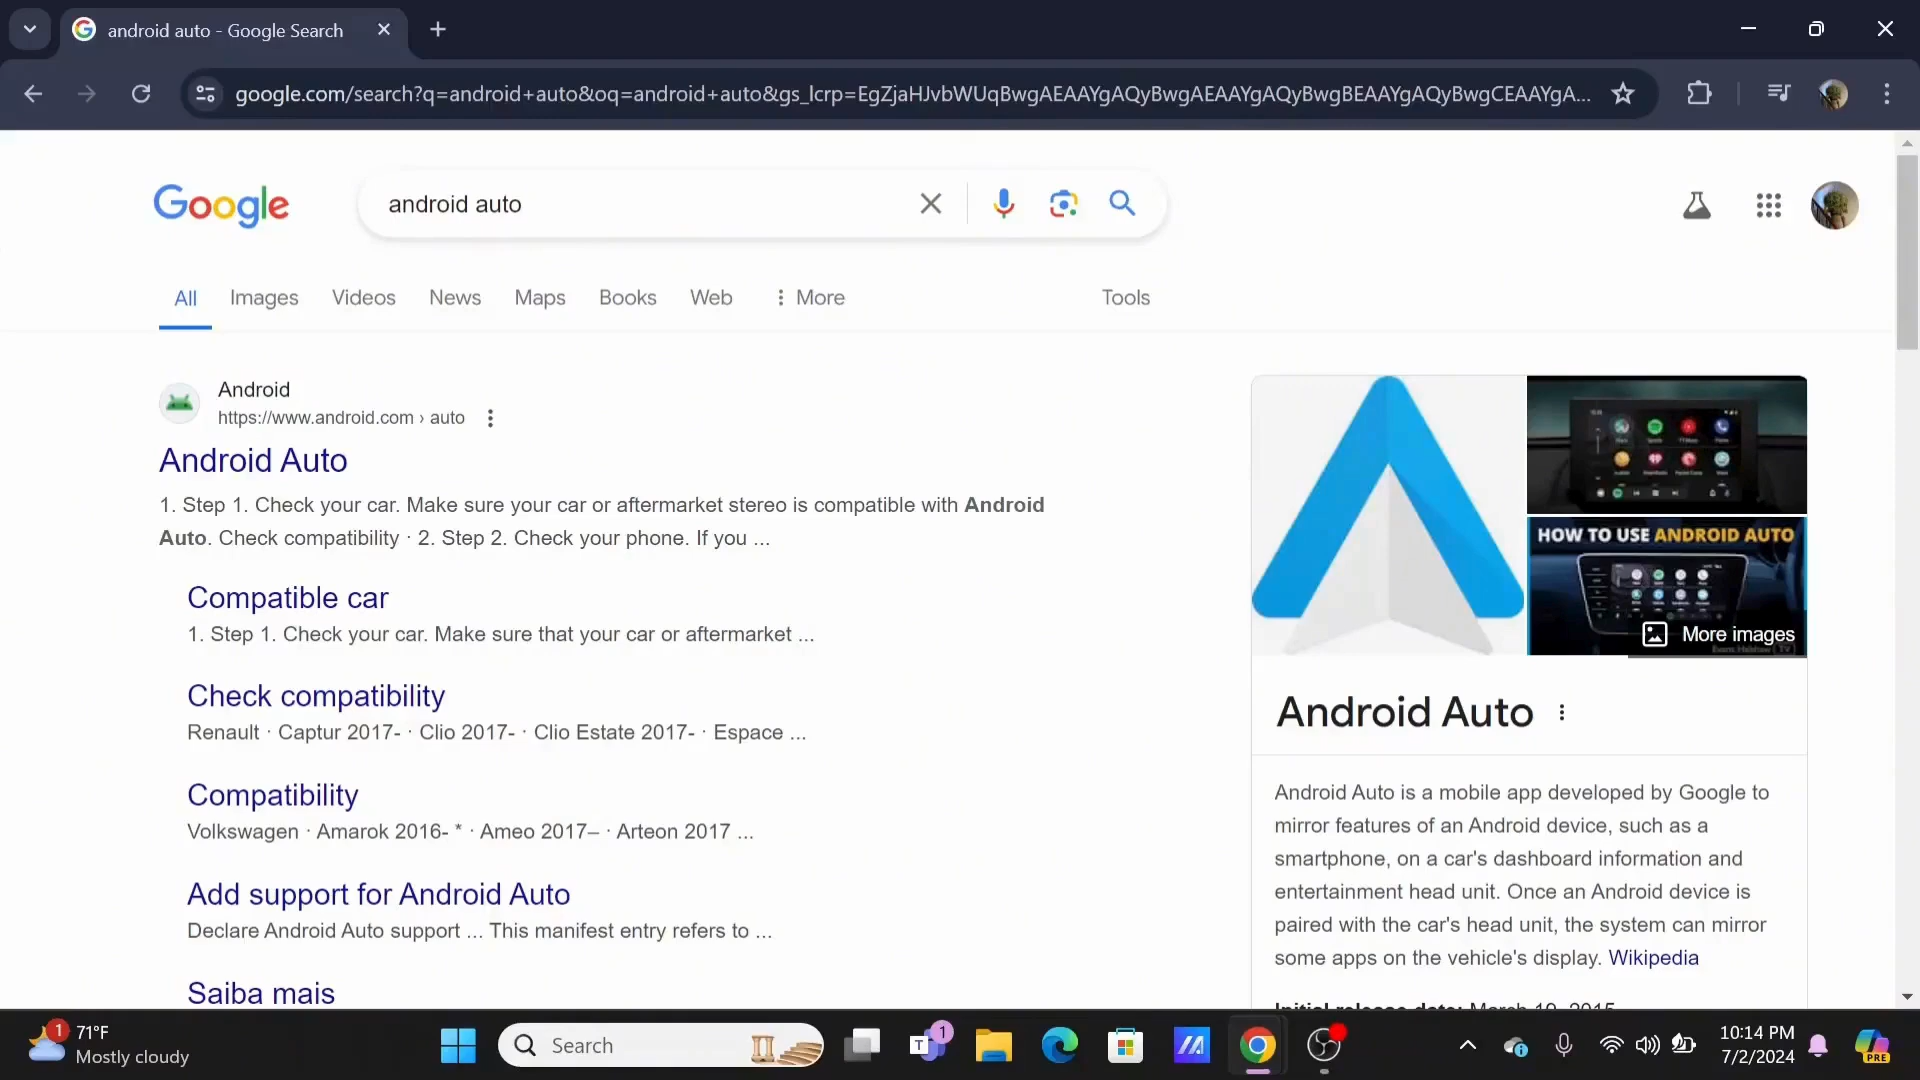 android auto - Google Search
google.com/search?q=android+auto&oq=android+auto&gs_lcrp=EgZjaHJvbWUqBwgAEAAYgAQyBwgAEAAYgAQyBwgBEAAYgAQyBwgCEAAYgA...
Google
android auto
All Images Videos News Maps Books Web More Tools
Android
https://www.android.com › auto
Android Auto
1. Step 1. Check your car. Make sure your car or aftermarket stereo is compatible with Android
Auto. Check compatibility · 2. Step 2. Check your phone. If you ...
Compatible car
1. Step 1. Check your car. Make sure that your car or aftermarket ...
Check compatibility
Renault · Captur 2017- · Clio 2017- · Clio Estate 2017- · Espace ...
Compatibility
Volkswagen · Amarok 2016- * · Ameo 2017– · Arteon 2017 ...
Add support for Android Auto
Declare Android Auto support ... This manifest entry refers to ...
Saiba mais
HOW TO USE ANDROID AUTO
More images
Android Auto
Android Auto is a mobile app developed by Google to
mirror features of an Android device, such as a
smartphone, on a car's dashboard information and
entertainment head unit. Once an Android device is
paired with the car's head unit, the system can mirror
some apps on the vehicle's display. Wikipedia
Initial release date: March 19, 2015
1
71°F
Mostly cloudy
Search
T
1
10:14 PM
7/2/2024
PRE